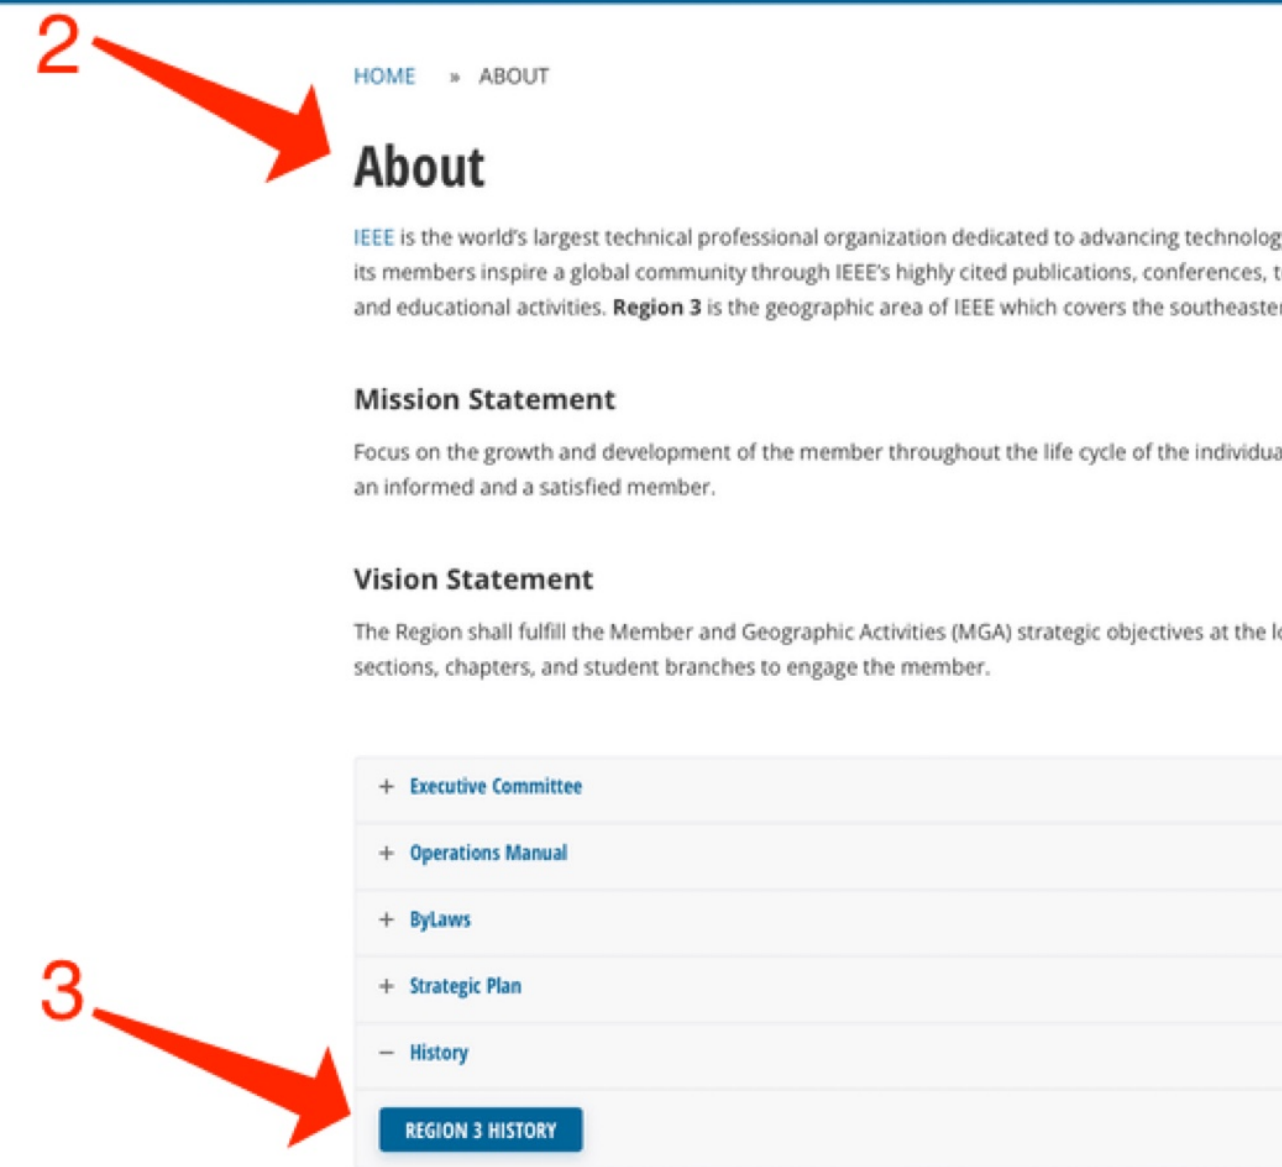 2
HOME » ABOUT
About
IEEE is the world's largest technical professional organization dedicated to advancing technology
its members inspire a global community through IEEE's highly cited publications, conferences,
and educational activities. Region 3 is the geographic area of IEEE which covers the
Mission Statement
Focus on the growth and development of the member throughout the life cycle of the
an informed and a satisfied member.
Vision Statement
The Region shall fulfill the Member and Geographic Activities (MGA) strategic objectives at the
sections, chapters, and student branches to engage the member.
+ Executive Committee
+ Operations Manual
+ ByLaws
+ Strategic Plan
3
− History
REGION 3 HISTORY